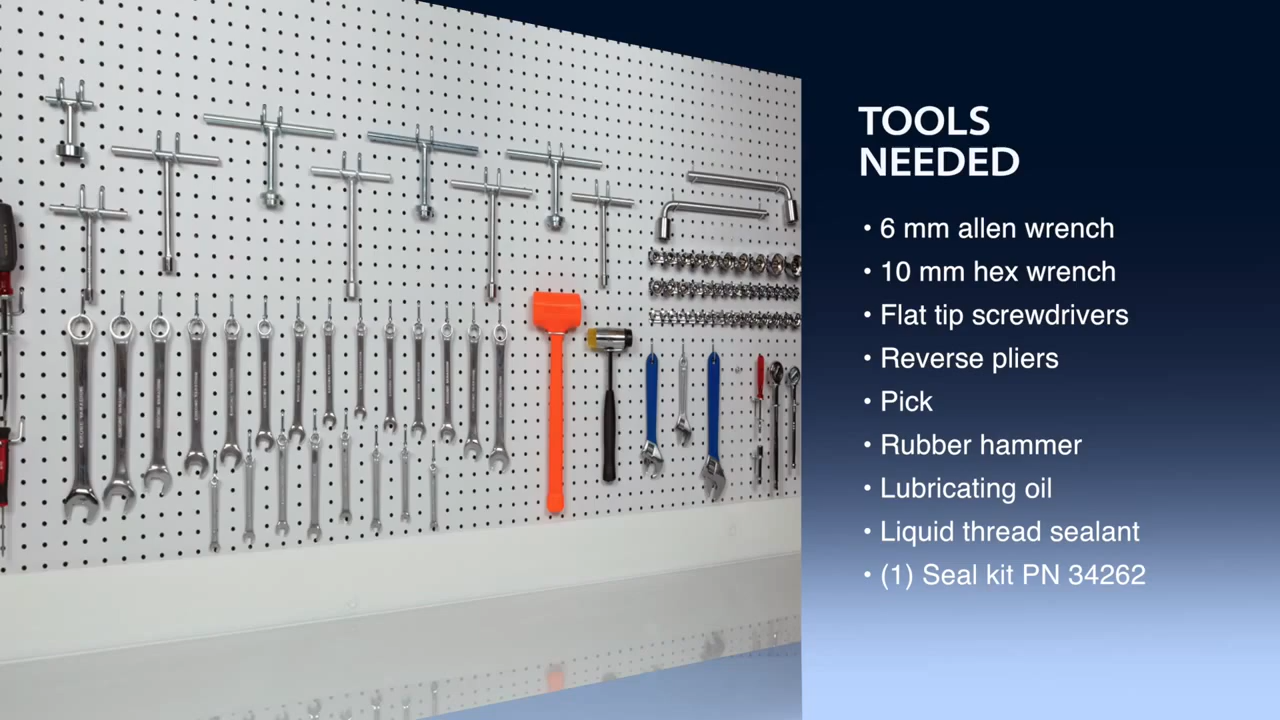 TOOLS
NEEDED
• 6 mm allen wrench
• 10 mm hex wrench
• Flat tip screwdrivers
• Reverse pliers
• Pick
• Rubber hammer
• Lubricating oil
• Liquid thread sealant
• (1) Seal kit PN 34262